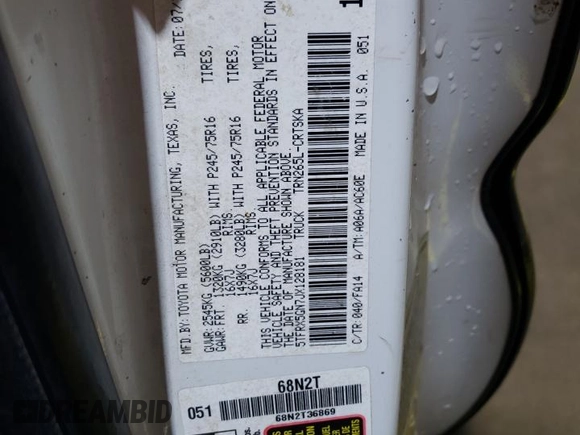 MFD. BY: TOYOTA MOTOR MANUFACTURING, TEXAS, INC. DATE: 07/
GVWR: 2545KG (5600LB)
GAWR: FRT. 1320KG (2910LB) WITH P245/75R16 TIRES,
16X7J RIMS
RR. 1490KG (3280LB) WITH P245/75R16 TIRES,
16X7J RIMS
THIS VEHICLE CONFORMS TO ALL APPLICABLE FEDERAL MOTOR
VEHICLE SAFETY AND THEFT PREVENTION STANDARDS IN EFFECT ON
THE DATE OF MANUFACTURE SHOWN ABOVE.
5TFRX5GN7JX128181 TRUCK TRN265L-CRTSKA
C/TR: 040/FA14 A/TM: A06A/AC60E MADE IN U.S.A. 051
051 68N2T
68N2T36869
RideSafely